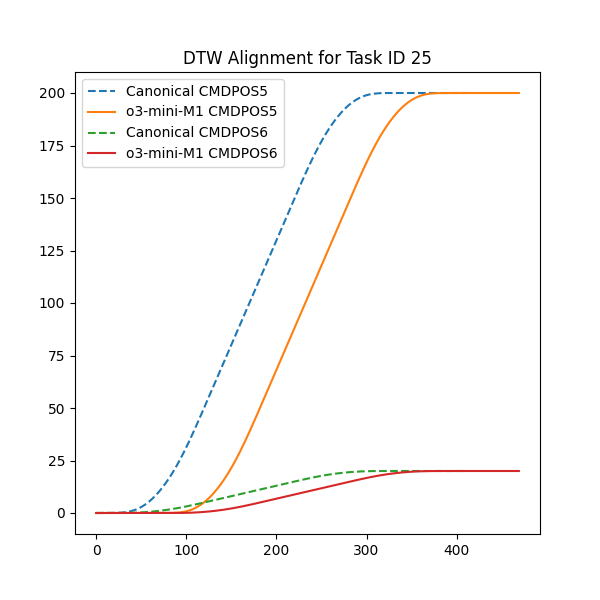 DTW Alignment for Task ID 25
Canonical CMDPOS5
o3-mini-M1 CMDPOS5
Canonical CMDPOS6
o3-mini-M1 CMDPOS6
200
175
150
125
100
75
50
25
0
0 100 200 300 400